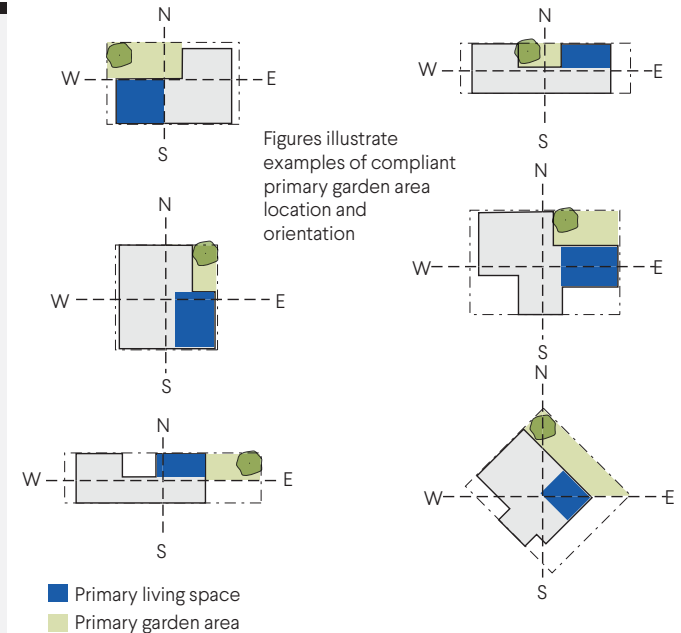 N
W
E
S
N
W
E
S
Figures illustrate
examples of compliant
primary garden area
location and
orientation
N
W
E
S
N
W
E
S
N
W
E
S
N
W
E
S
Primary living space
Primary garden area